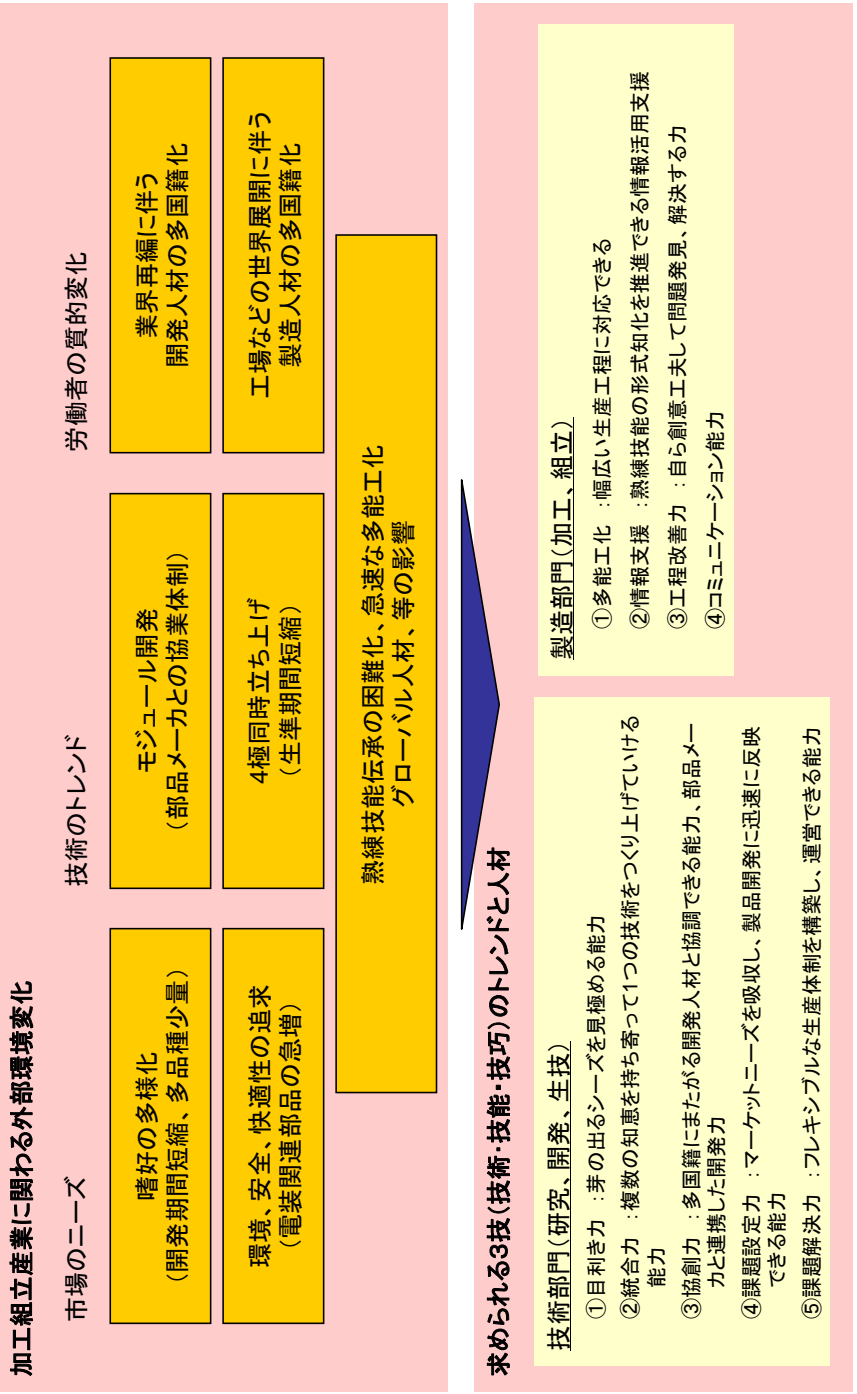 加工組立産業に関わる外部環境変化
市場のニーズ
技術のトレンド
労働者の質的変化
嗜好の多様化
(開発期間短縮、多品種少量)
モジュール開発
(部品メーカとの協業体制)
業界再編に伴う
開発人材の多国籍化
環境、安全、快適性の追求
(電装関連部品の急増)
4極同時立ち上げ
(生準期間短縮)
工場などの世界展開に伴う
製造人材の多国籍化
熟練技能伝承の困難化、急速な多能工化
グローバル人材、等の影響
求められる3技(技術・技能・技巧)のトレンドと人材
技術部門(研究、開発、生技)
①目利き力 :芽の出るシーズを見極める能力
②統合力 :複数の知恵を持ち寄って1つの技術をつくり上げていける
能力
③協創力 :多国籍にまたがる開発人材と協調できる能力、部品メー
カと連携した開発力
④課題設定力 :マーケットニーズを吸収し、製品開発に迅速に反映
できる能力
⑤課題解決力 :フレキシブルな生産体制を構築し、運営できる能力
製造部門(加工、組立)
①多能工化 :幅広い生産工程に対応できる
②情報支援 :熟練技能の形式知化を推進できる情報活用支援
③工程改善力 :自ら創意工夫して問題発見、解決する力
④コミュニケーション能力